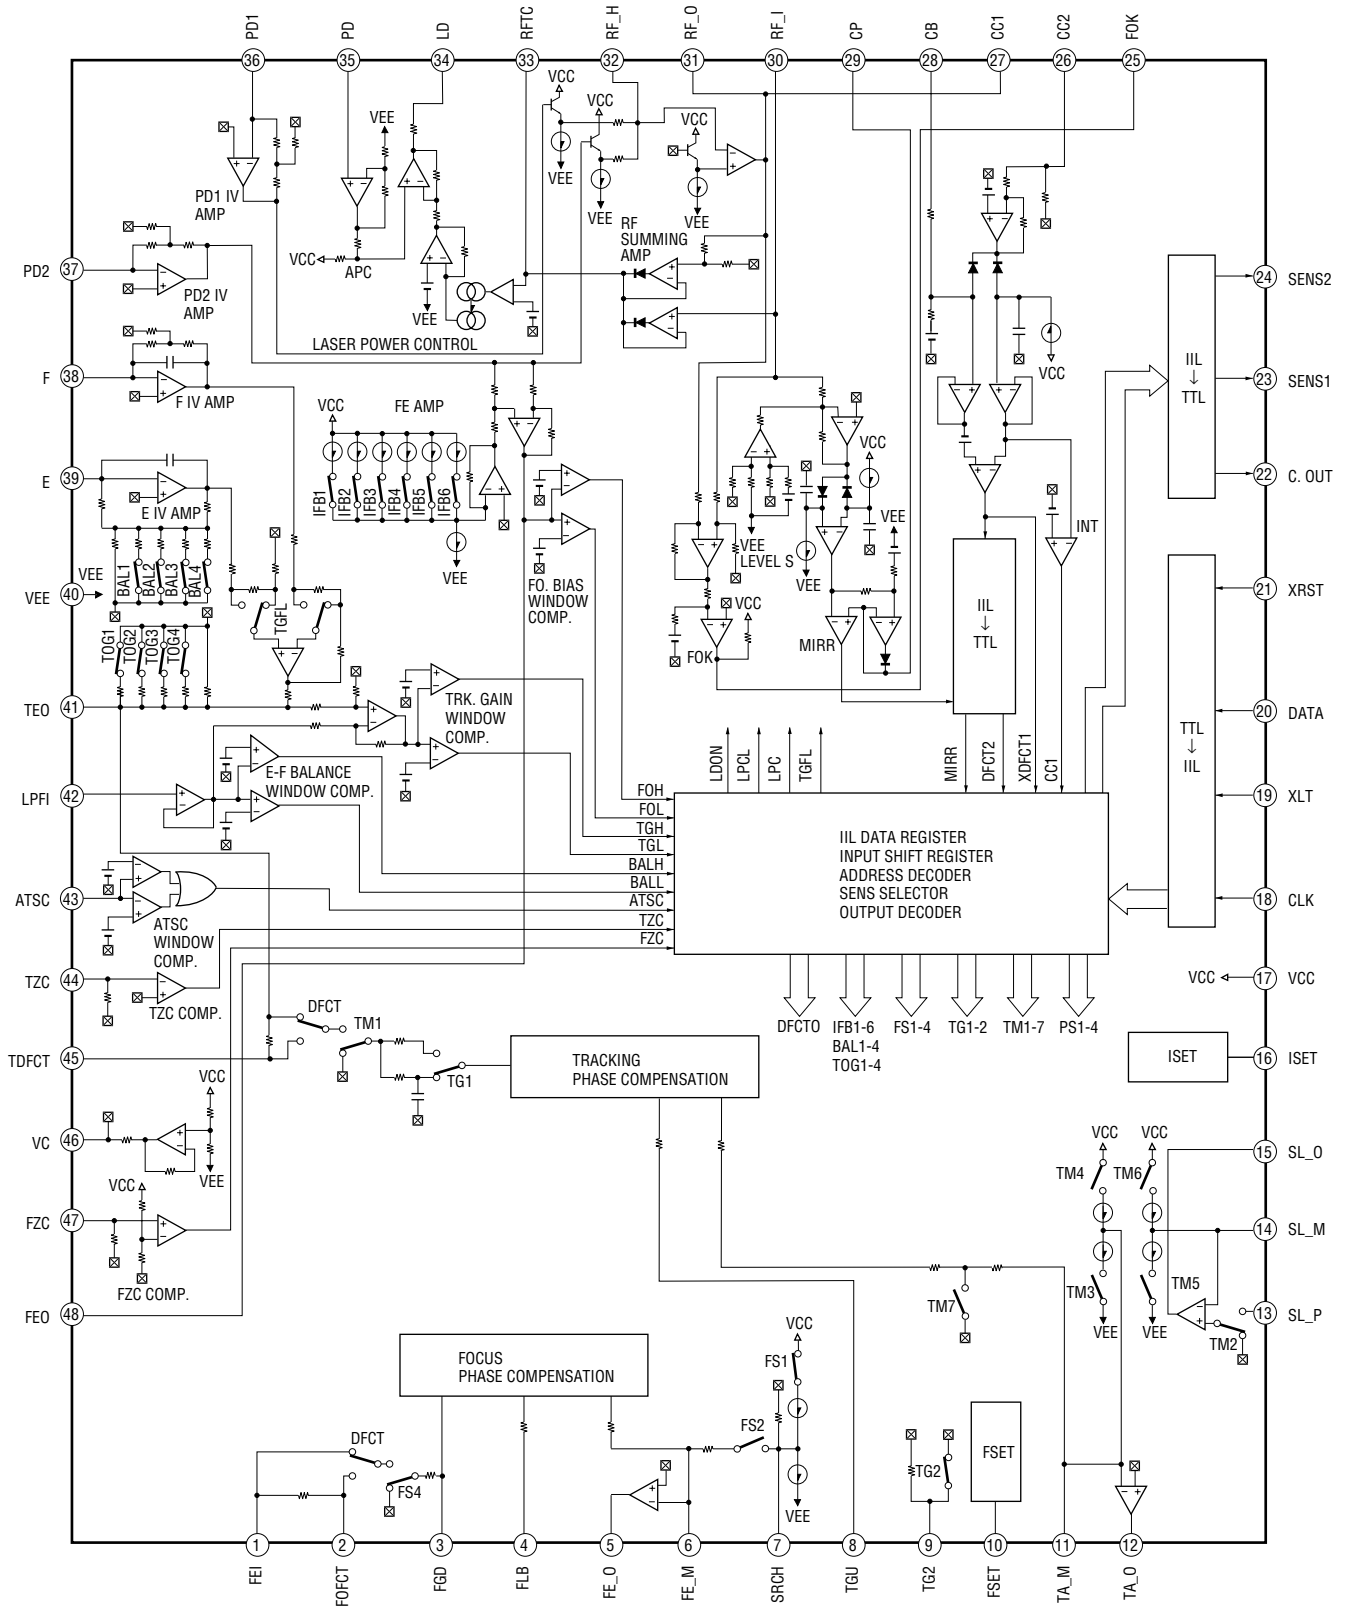 PD1
PD
LD
RFTC
RF_H
RF_O
RF_I
CP
CB
CC1
CC2
FOK
36
35
34
33
32
31
30
29
28
27
26
25
VCC
VCC
VCC
VEE
PD1 IV
AMP
VEE
VEE
VEE
RF
SUMMING
AMP
VCC
APC
VEE
LASER POWER CONTROL
PD2
37
PD2 IV
AMP
F
38
F IV AMP
E
39
E IV AMP
VCC
FE AMP
IFB1
IFB2
IFB3
IFB4
IFB5
IFB6
VEE
FO. BIAS
WINDOW
COMP.
VEE
LEVEL S
VCC
VEE
VEE
VCC
FOK
MIRR
VCC
INT
IIL
↓
TTL
24
SENS2
23
SENS1
22
C. OUT
IIL
↓
TTL
VEE
40
VEE
BAL1
BAL2
BAL3
BAL4
TOG1
TOG2
TOG3
TOG4
TGFL
21
XRST
20
DATA
19
XLT
18
CLK
TTL
↓
IIL
TEO
41
TRK. GAIN
WINDOW
COMP.
LPFI
42
E-F BALANCE
WINDOW COMP.
ATSC
43
ATSC
WINDOW
COMP.
TZC
44
TZC COMP.
LDON
LPCL
LPC
TGFL
MIRR
DFCT2
XDFCT1
CC1
FOH
FOL
TGH
TGL
BALH
BALL
ATSC
TZC
FZC
IIL DATA REGISTER
INPUT SHIFT REGISTER
ADDRESS DECODER
SENS SELECTOR
OUTPUT DECODER
DFCTO
IFB1-6
BAL1-4
TOG1-4
FS1-4
TG1-2
TM1-7
PS1-4
VCC
17
VCC
ISET
16
ISET
TDFCT
45
DFCT
TM1
TG1
TRACKING
PHASE COMPENSATION
VC
46
VCC
VEE
FZC
47
VCC
FZC COMP.
FEO
48
VCC
VCC
TM4
TM6
TM3
TM5
VEE
VEE
TM7
TM2
15
SL_O
14
SL_M
13
SL_P
FOCUS
PHASE COMPENSATION
DFCT
FS4
VCC
FS1
FS2
VEE
TG2
FSET
1
2
3
4
5
6
7
8
9
10
11
12
FEI
FOFCT
FGD
FLB
FE_O
FE_M
SRCH
TGU
TG2
FSET
TA_M
TA_O